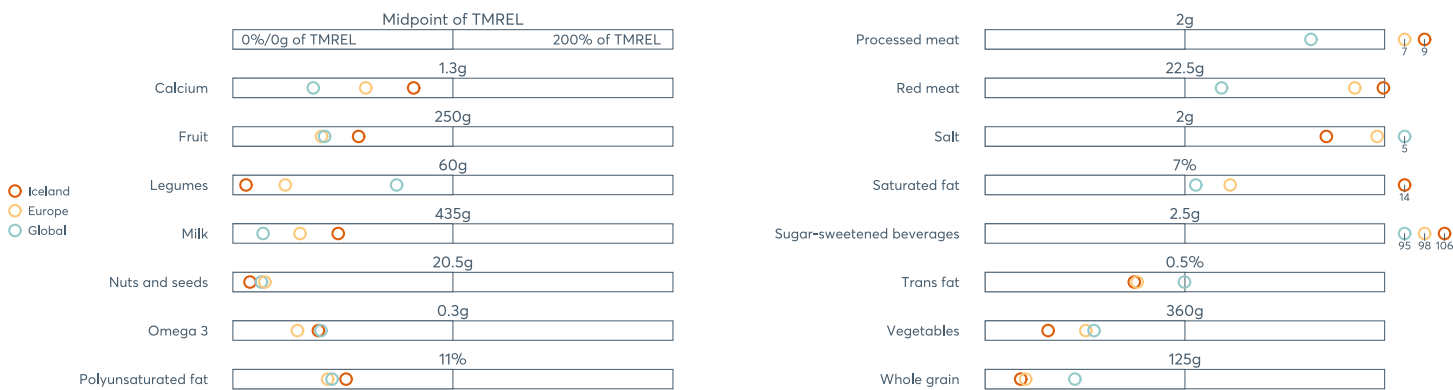 Midpoint of TMREL
0%/0g of TMREL
200% of TMREL
1.3g
Calcium
250g
Fruit
60g
Legumes
435g
Milk
20.5g
Nuts and seeds
0.3g
Omega 3
11%
Polyunsaturated fat
Iceland
Europe
Global
2g
Processed meat
7
9
22.5g
Red meat
2g
Salt
5
7%
Saturated fat
14
2.5g
Sugar-sweetened beverages
95
98
106
0.5%
Trans fat
360g
Vegetables
125g
Whole grain